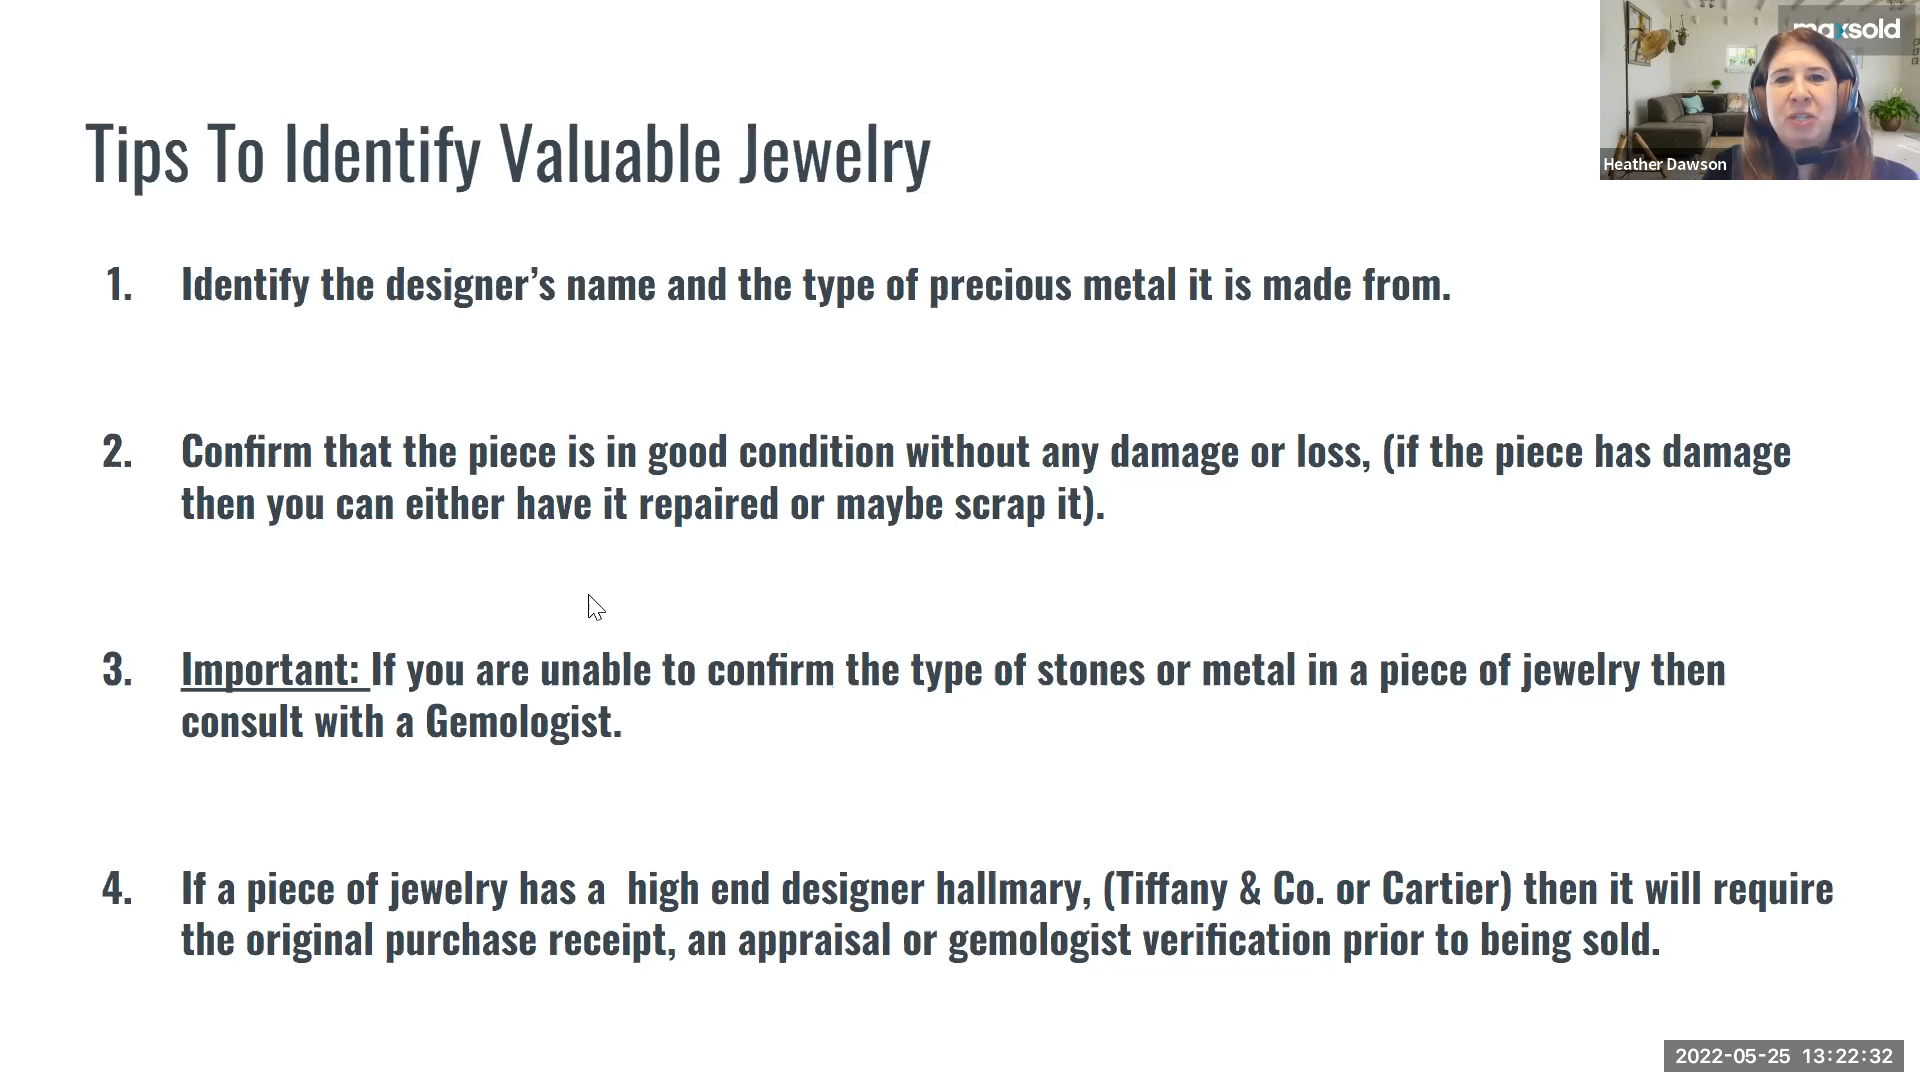 maxsold
Heather Dawson
Tips To Identify Valuable Jewelry
1. Identify the designer’s name and the type of precious metal it is made from.
2. Confirm that the piece is in good condition without any damage or loss, (if the piece has damage
then you can either have it repaired or maybe scrap it).
3. Important: If you are unable to confirm the type of stones or metal in a piece of jewelry then
consult with a Gemologist.
4. If a piece of jewelry has a  high end designer hallmary, (Tiffany & Co. or Cartier) then it will require
the original purchase receipt, an appraisal or gemologist verification prior to being sold.
2022-05-25 13:22:32